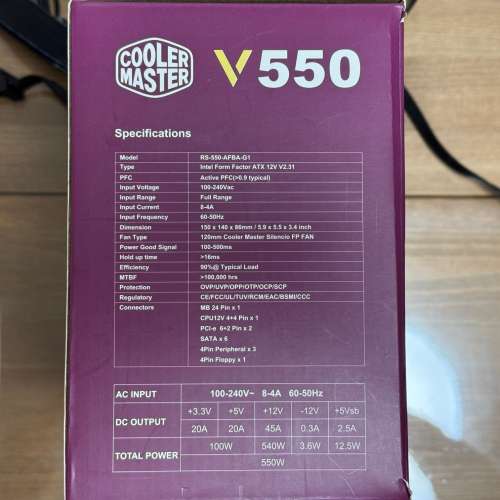 COOLER MASTER V550
Specifications
Model RS-550-AFBA-G1
Type Intel Form Factor ATX 12V V2.31
PFC Active PFC(>0.9 typical)
Input Voltage 100-240Vac
Input Range Full Range
Input Current 8-4A
Input Frequency 60-50Hz
Dimension 150 x 140 x 86mm / 5.9 x 5.5 x 3.4 inch
Fan Type 120mm Cooler Master Silencio FP FAN
Power Good Signal 100-500ms
Hold up time >16ms
Efficiency 90%@ Typical Load
MTBF >100,000 hrs
Protection OVP/UVP/OPP/OTP/OCP/SCP
Regulatory CE/FCC/UL/TUV/RCM/EAC/BSMI/CCC
Connectors MB 24 Pin x 1
CPU12V 4+4 Pin x 1
PCI-e 6+2 Pin x 2
SATA x 6
4Pin Peripheral x 3
4Pin Floppy x 1
AC INPUT 100-240V~ 8-4A 60-50Hz
DC OUTPUT +3.3V +5V +12V -12V +5Vsb
20A 20A 45A 0.3A 2.5A
TOTAL POWER 100W 540W 3.6W 12.5W
550W